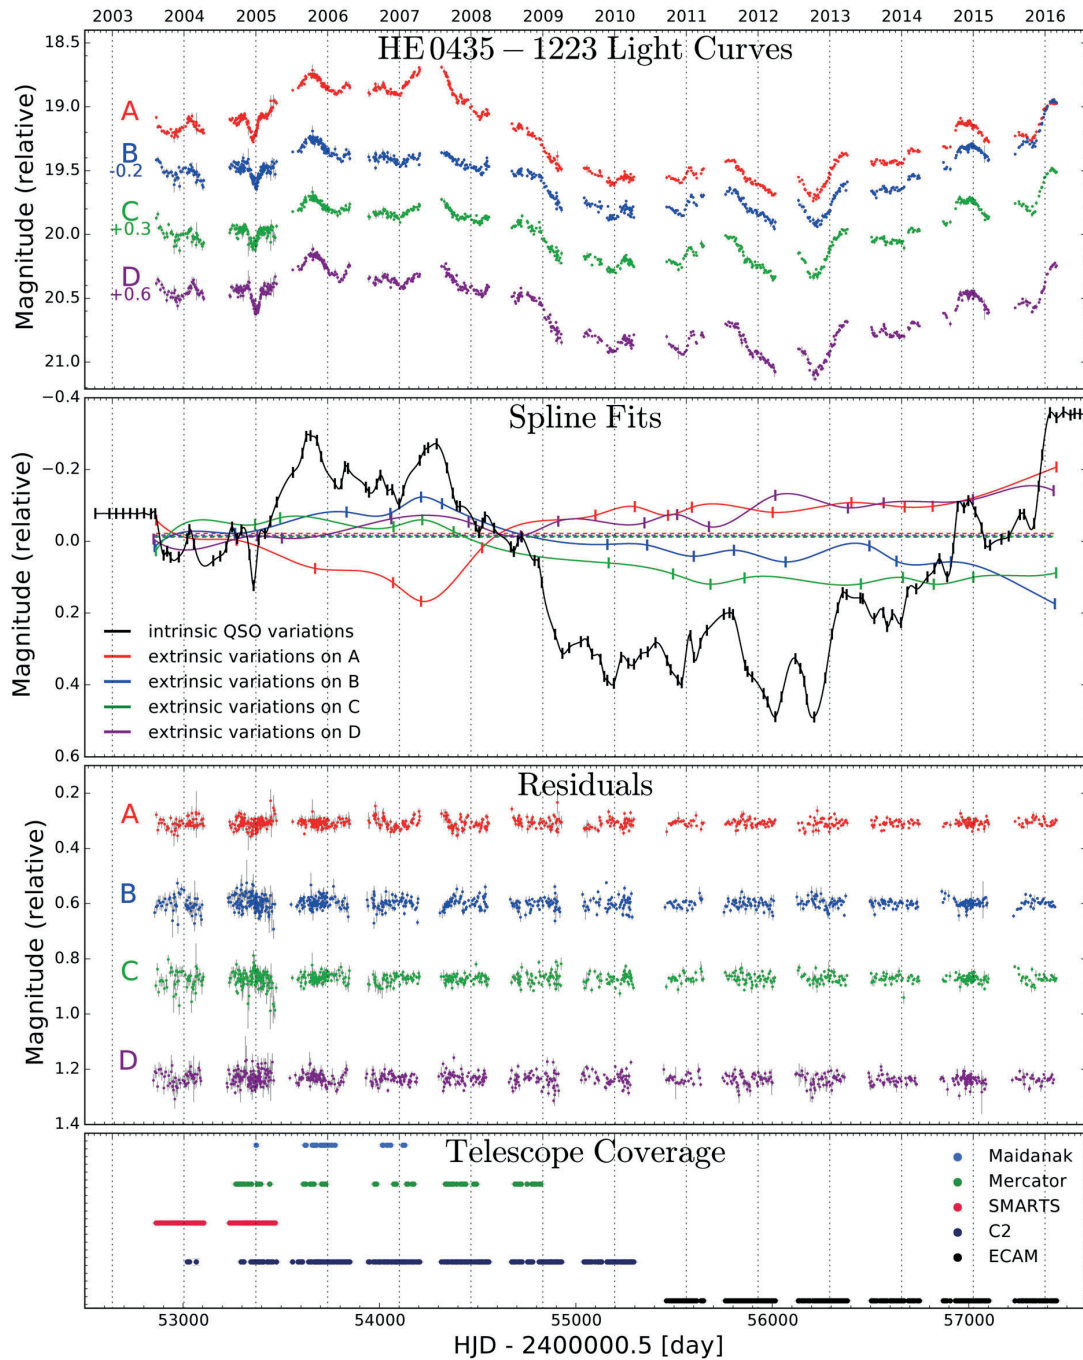 2003 2004 2005 2006 2007 2008 2009 2010 2011 2012 2013 2014 2015 2016
HE 0435 − 1223 Light Curves
Magnitude (relative)
18.5
19.0
19.5
20.0
20.5
21.0
A
B
-0.2
C
+0.3
D
+0.6
Spline Fits
Magnitude (relative)
−0.4
−0.2
0.0
0.2
0.4
0.6
intrinsic QSO variations
extrinsic variations on A
extrinsic variations on B
extrinsic variations on C
extrinsic variations on D
Residuals
Magnitude (relative)
0.2
0.4
0.6
0.8
1.0
1.2
1.4
A
B
C
D
Telescope Coverage
Maidanak
Mercator
SMARTS
C2
ECAM
53000 54000 55000 56000 57000
HJD - 2400000.5 [day]